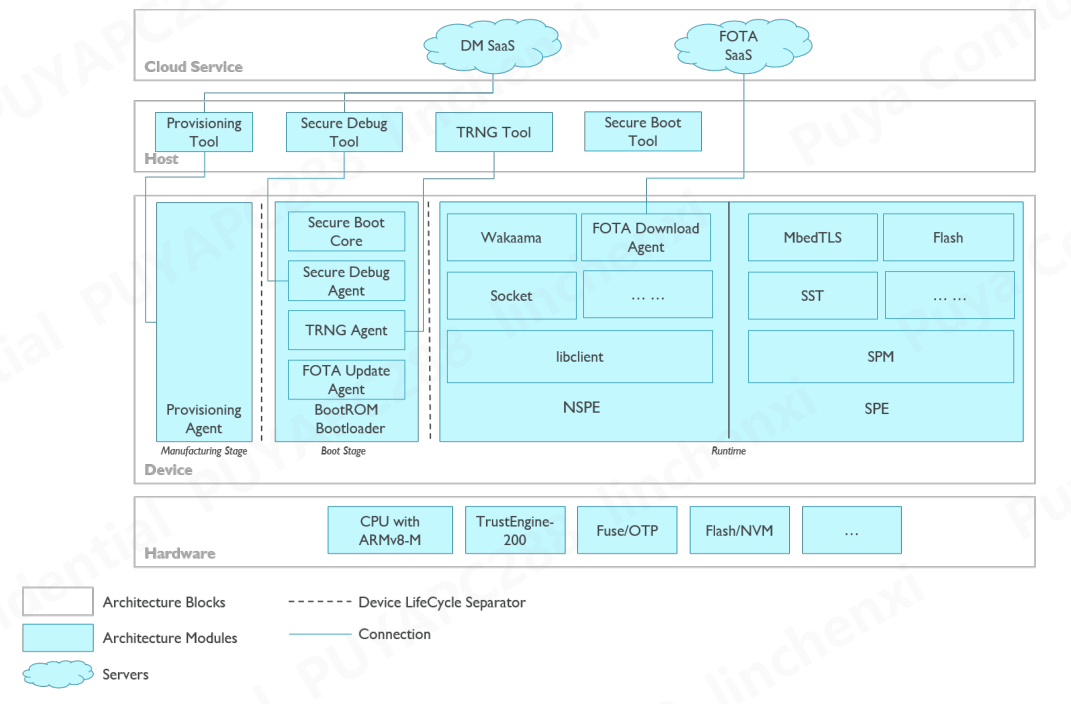 DM SaaS
FOTA
SaaS
Cloud Service
Provisioning
Tool
Secure Debug
Tool
TRNG Tool
Secure Boot
Tool
Host
Provisioning
Agent
Manufacturing Stage
Secure Boot
Core
Secure Debug
Agent
TRNG Agent
FOTA Update
Agent
BootROM
Bootloader
Boot Stage
Wakaama
FOTA Download
Agent
Socket
... ...
libclient
NSPE
MbedTLS
Flash
SST
... ...
SPM
SPE
Runtime
Device
CPU with
ARMv8-M
TrustEngine-
200
Fuse/OTP
Flash/NVM
...
Hardware
Architecture Blocks
Device LifeCycle Separator
Architecture Modules
Connection
Servers
PUYAPC288 linchenxi
Puya Confidential PUYAPC288 linchenxi